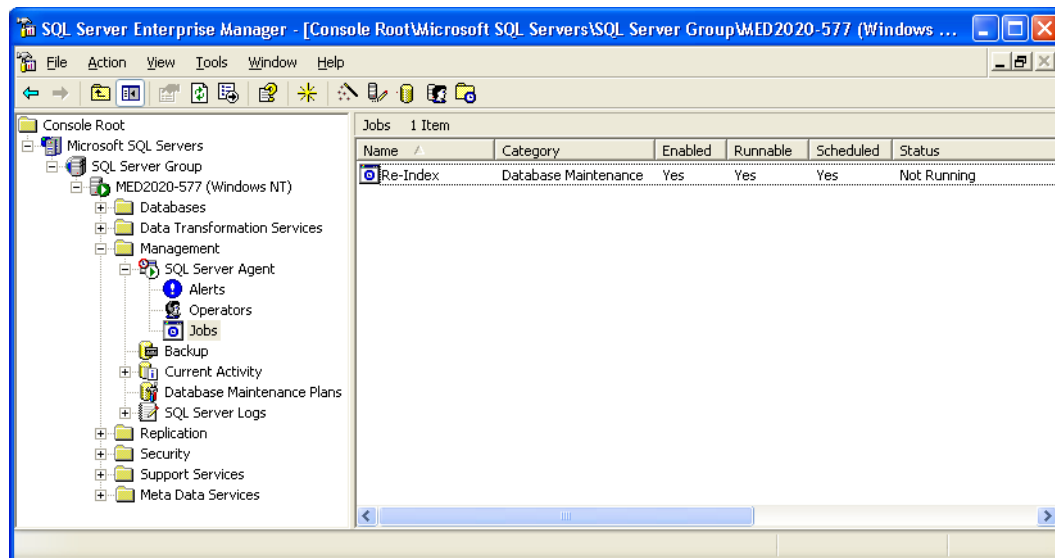 SQL Server Enterprise Manager - [Console Root\Microsoft SQL Servers\SQL Server Group\MED2020-577 (Windows ...
File Action View Tools Window Help
Console Root
Microsoft SQL Servers
SQL Server Group
MED2020-577 (Windows NT)
Databases
Data Transformation Services
Management
SQL Server Agent
Alerts
Operators
Jobs
Backup
Current Activity
Database Maintenance Plans
SQL Server Logs
Replication
Security
Support Services
Meta Data Services
Jobs 1 Item
Name Category Enabled Runnable Scheduled Status
Re-Index Database Maintenance Yes Yes Yes Not Running